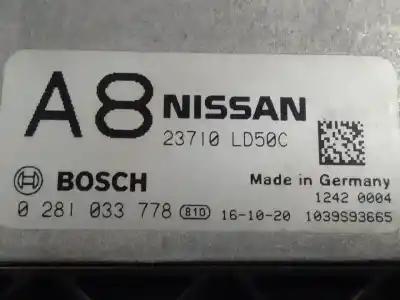 A8 NISSAN
23710 LD50C
BOSCH Made in Germany
1242 0004
0 281 033 778 810 16-10-20 1039S93665